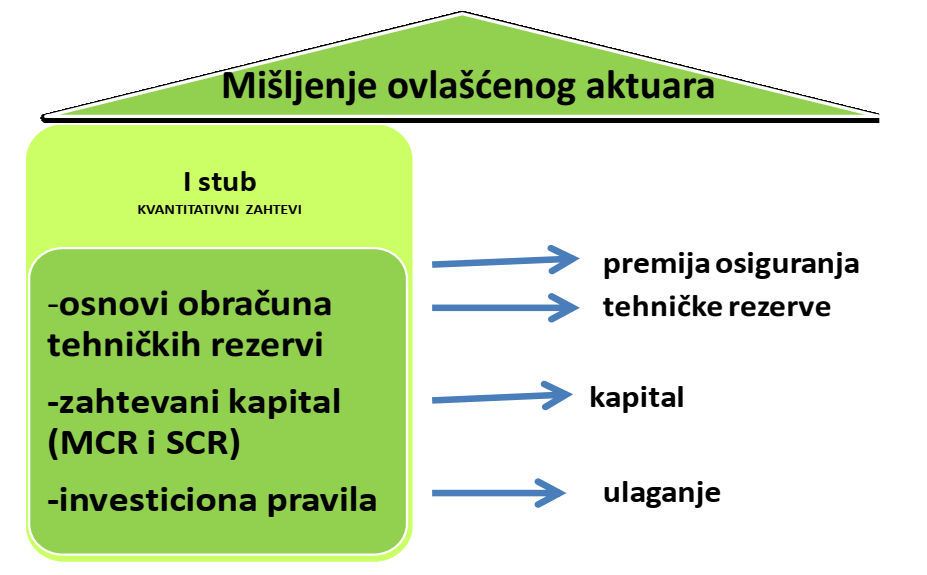 Mišljenje ovlašćenog aktuara
I stub
KVANTITATIVNI ZAHTEVI
-osnovi obračuna
tehničkih rezervi
-zahtevani kapital
(MCR i SCR)
-investiciona pravila
premija osiguranja
tehničke rezerve
kapital
ulaganje